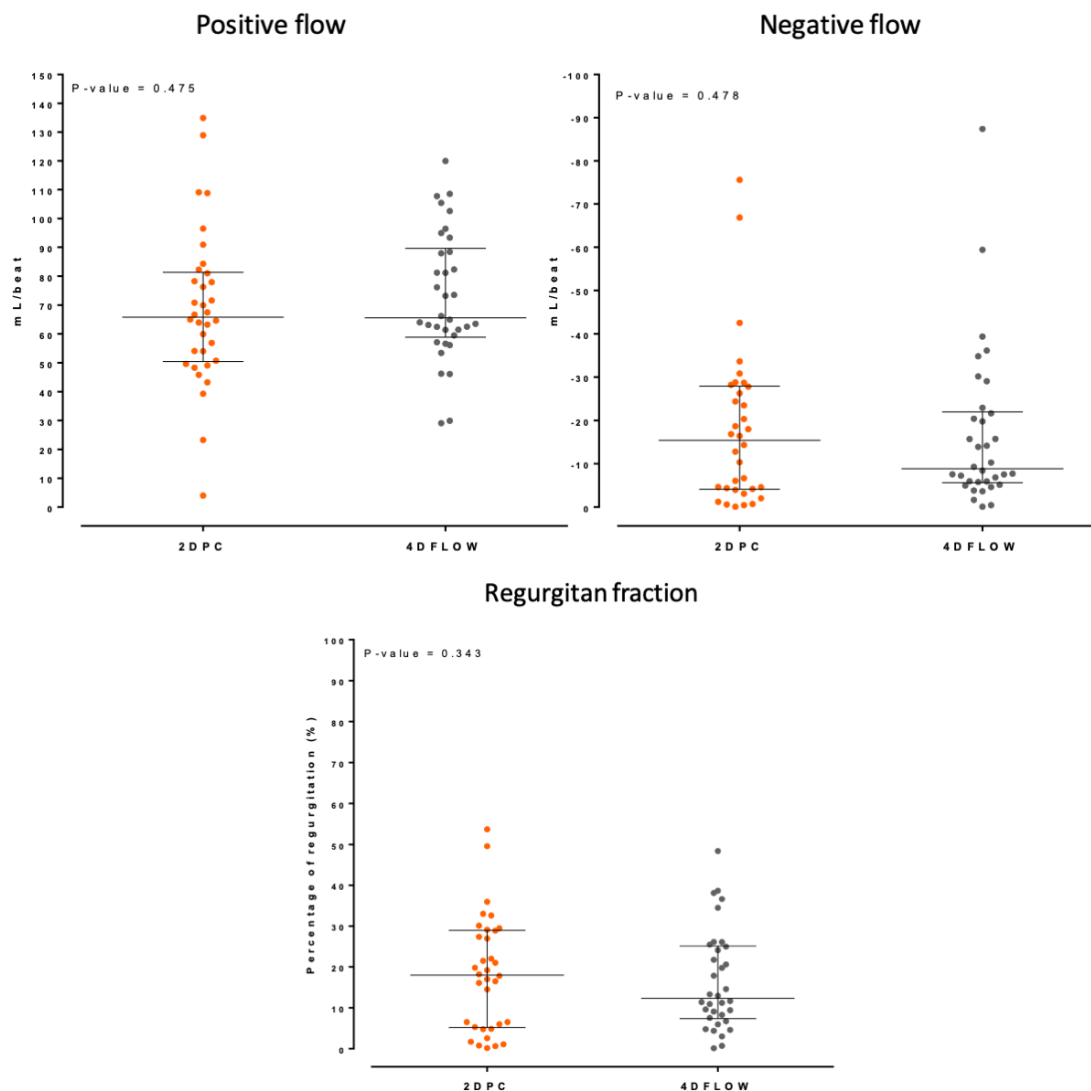 Positive flow
P-value = 0.475
150
140
130
120
110
100
90
80
70
60
50
40
30
20
10
0
mL/beat
2DPC
4DFLOW
Negative flow
P-value = 0.478
-100
-90
-80
-70
-60
-50
-40
-30
-20
-10
0
mL/beat
2DPC
4DFLOW
Regurgitan fraction
P-value = 0.343
100
90
80
70
60
50
40
30
20
10
0
Percentage of regurgitation (%)
2DPC
4DFLOW